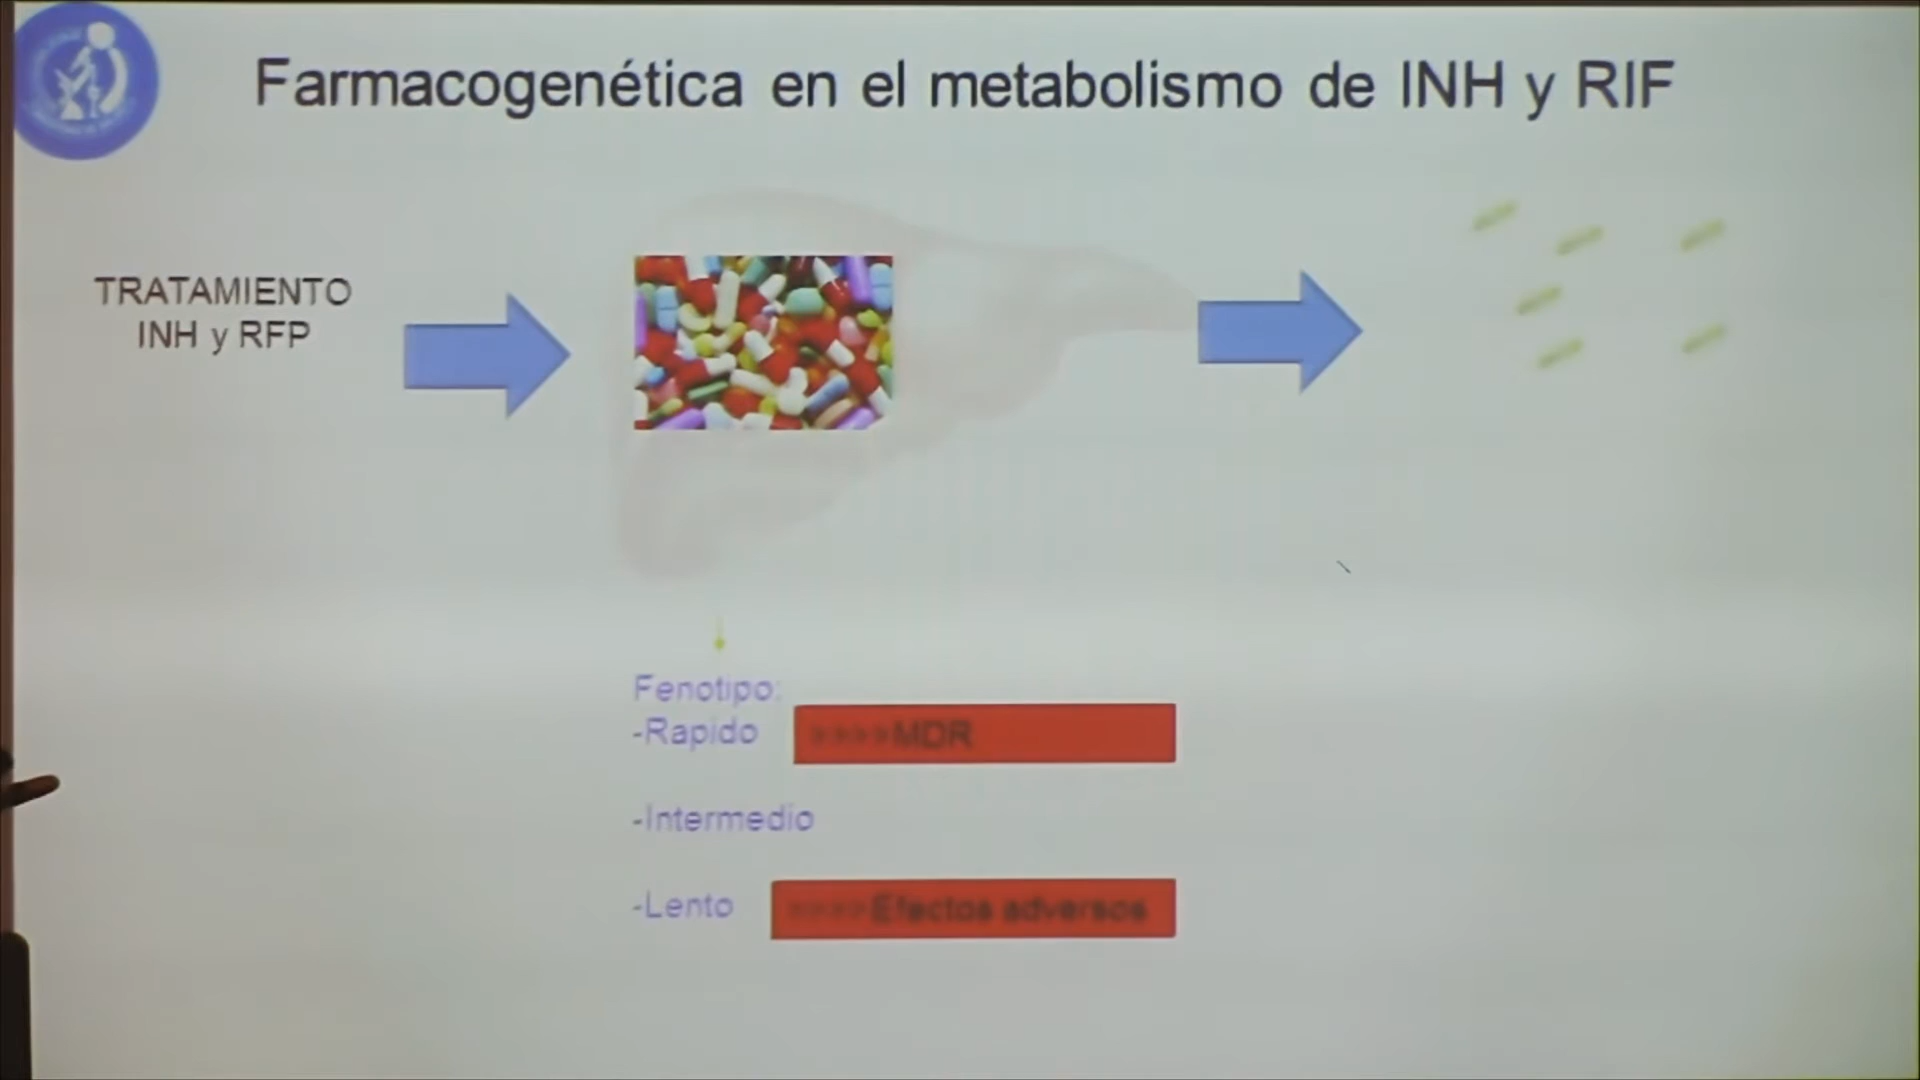 Farmacogenética en el metabolismo de INH y RIF
TRATAMIENTO
INH y RFP
Fenotipo:
-Rapido >>>>MDR
-Intermedio
-Lento >>>>Efectos adversos